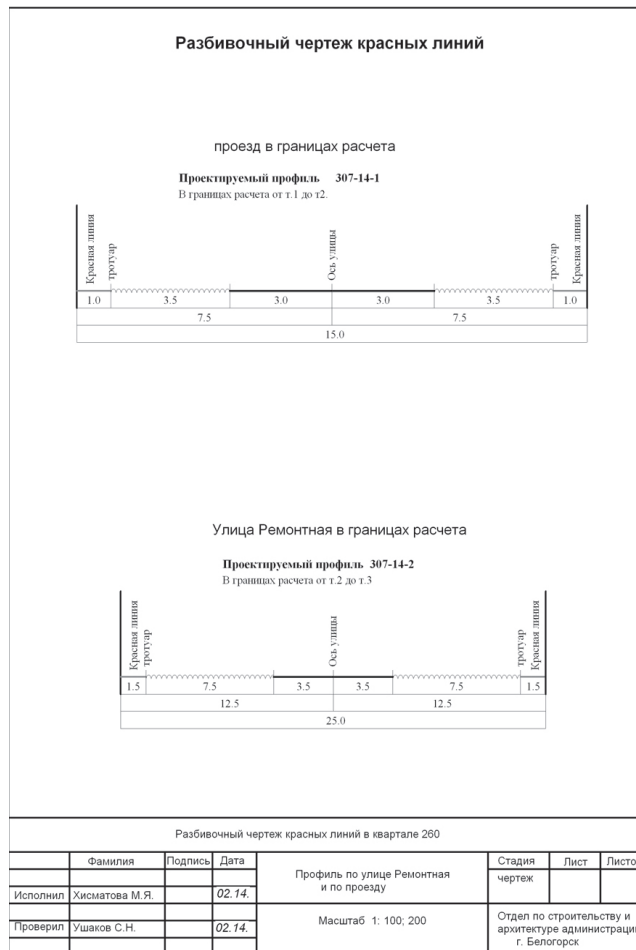 Разбивочный чертеж красных линий
проезд в границах расчета
Проектируемый профиль 307-14-1
В границах расчета от т.1 до т2.
Красная линия
тротуар
Ось улицы
тротуар
Красная линия
1.0 3.5 3.0 3.0 3.5 1.0
7.5 7.5
15.0
Улица Ремонтная в границах расчета
Проектируемый профиль 307-14-2
В границах расчета от т.2 до т.3
Красная линия
тротуар
Ось улицы
тротуар
Красная линия
1.5 7.5 3.5 3.5 7.5 1.5
12.5 12.5
25.0
Разбивочный чертеж красных линий в квартале 260
Фамилия Подпись Дата Стадия Лист Листо
Профиль по улице Ремонтная
и по проезду
чертеж
Исполнил Хисматова М.Я. 02.14.
Проверил Ушаков С.Н. 02.14.
Масштаб 1: 100; 200
Отдел по строительству и
архитектуре администраци
г. Белогорск